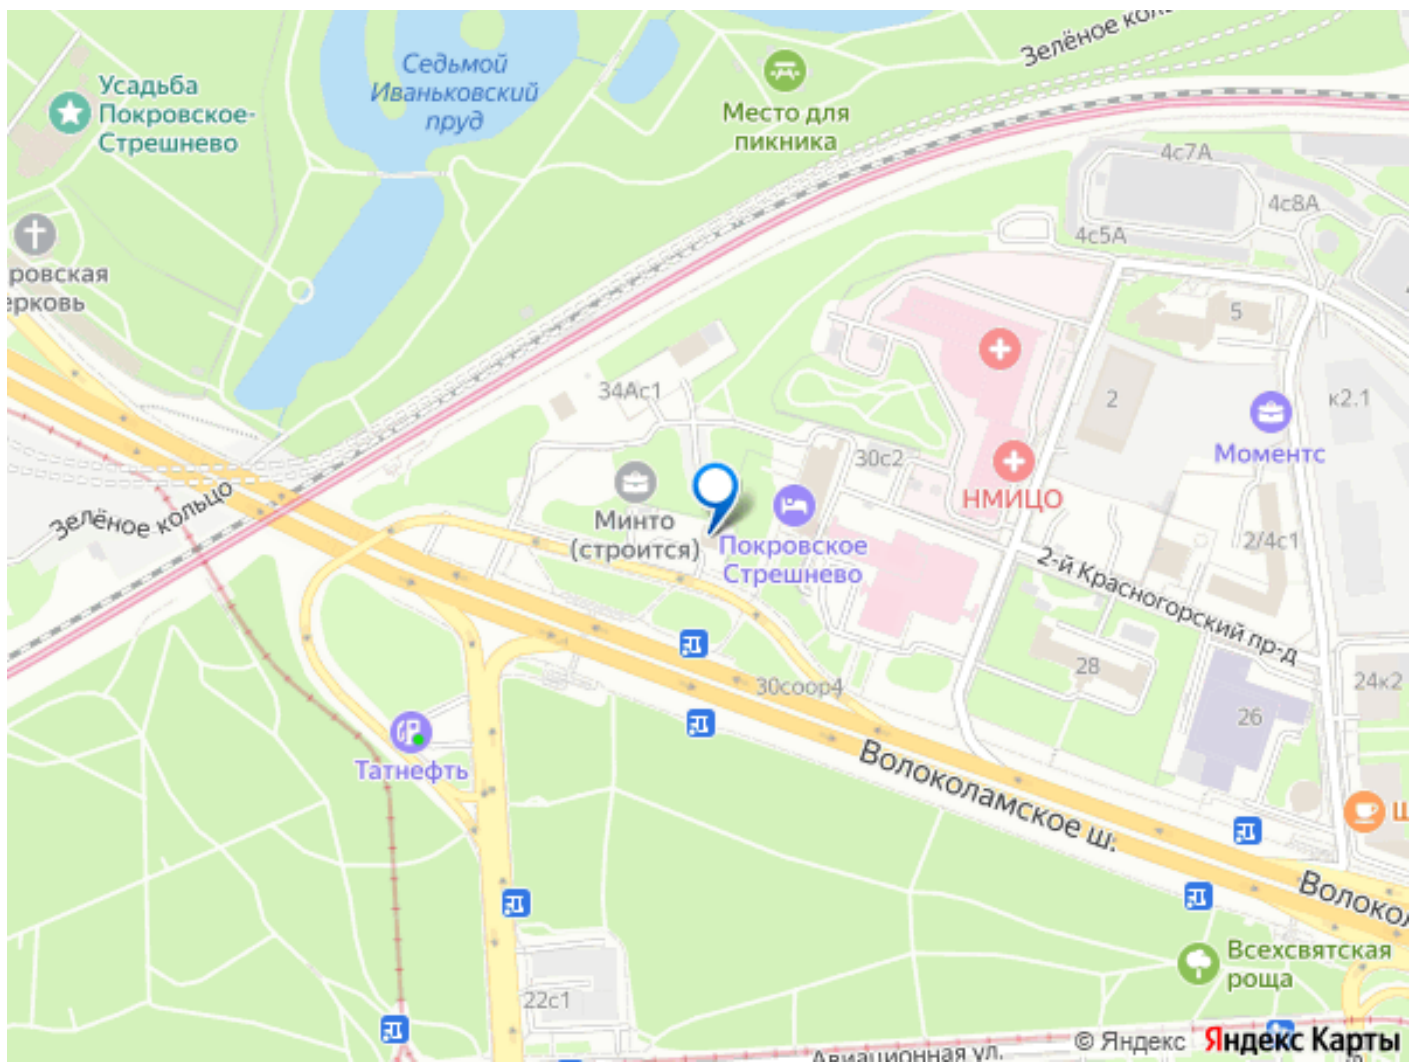 Зелёное кольцо
Седьмой
Иваньковский
пруд
Усадьба
Покровское-
Стрешнево
Место для
пикника
4с7А
4с8А
4с5А
ровская
ерковь
5
34Ас1
2
к2.1
Моментс
30с2
НМИЦО
Зелёное кольцо
Минто
(строится)
Покровское
Стрешнево
2/4с1
2-й Красногорский пр-д
28
30соор4
24к2
26
Татнефть
Волоколамское ш.
Ш
Волокол
Всехсвятская
роща
22с1
Авиационная ул.
© Яндекс Яндекс Карты